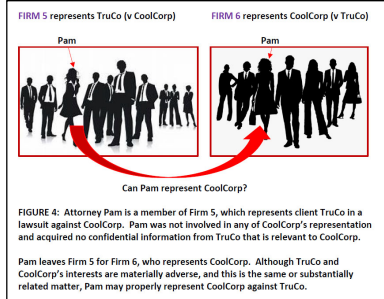 FIRM 5 represents TruCo (v CoolCorp)
FIRM 6 represents CoolCorp (v TruCo)
Pam
Pam
Can Pam represent CoolCorp?
FIGURE 4: Attorney Pam is a member of Firm 5, which represents client TruCo in a
lawsuit against CoolCorp. Pam was not involved in any of CoolCorp's representation
and acquired no confidential information from TruCo that is relevant to CoolCorp.
Pam leaves Firm 5 for Firm 6, who represents CoolCorp. Although TruCo and
CoolCorp's interests are materially adverse, and this is the same or substantially
related matter, Pam may properly represent CoolCorp against TruCo.